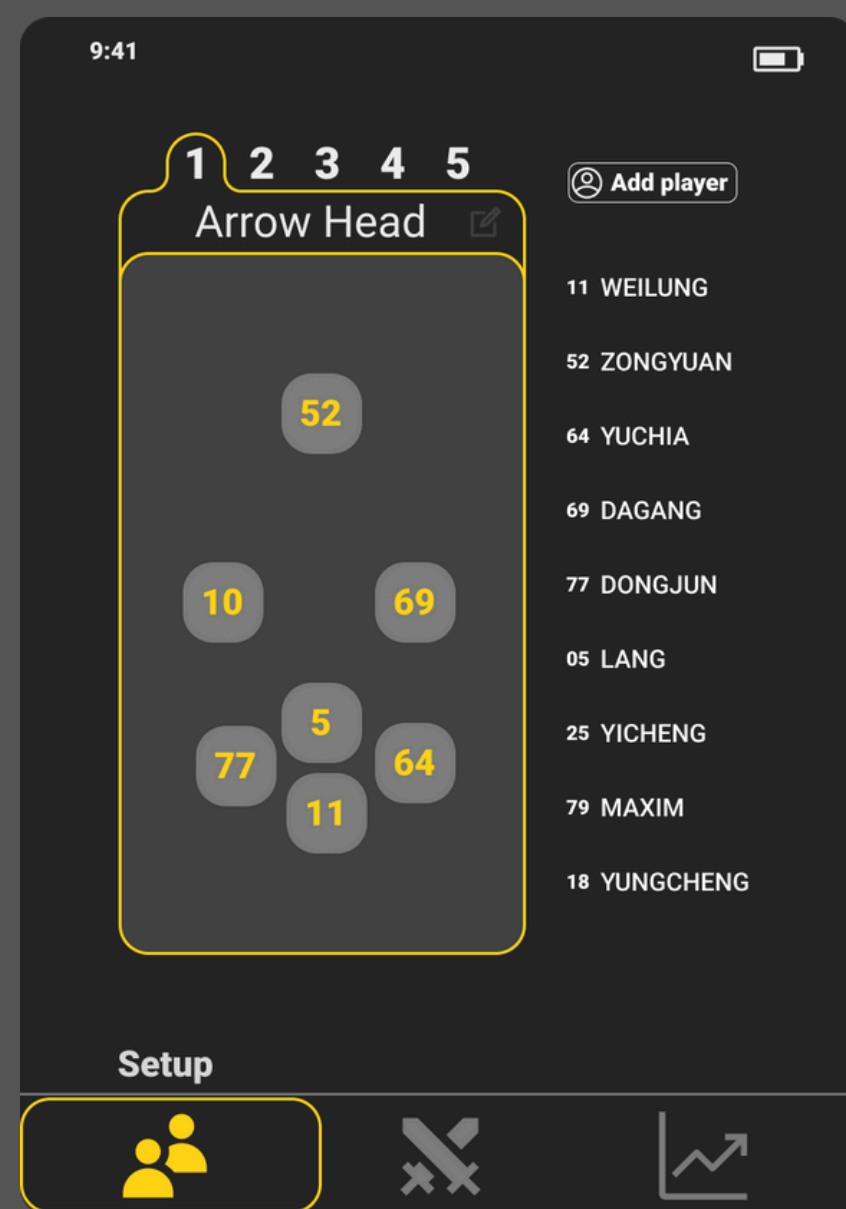 9:41
1 2 3 4 5
Arrow Head
Add player
52
10 69
5
77 64
11
11 WEILUNG
52 ZONGYUAN
64 YUCHIA
69 DAGANG
77 DONGJUN
05 LANG
25 YICHENG
79 MAXIM
18 YUNGCHENG
Setup